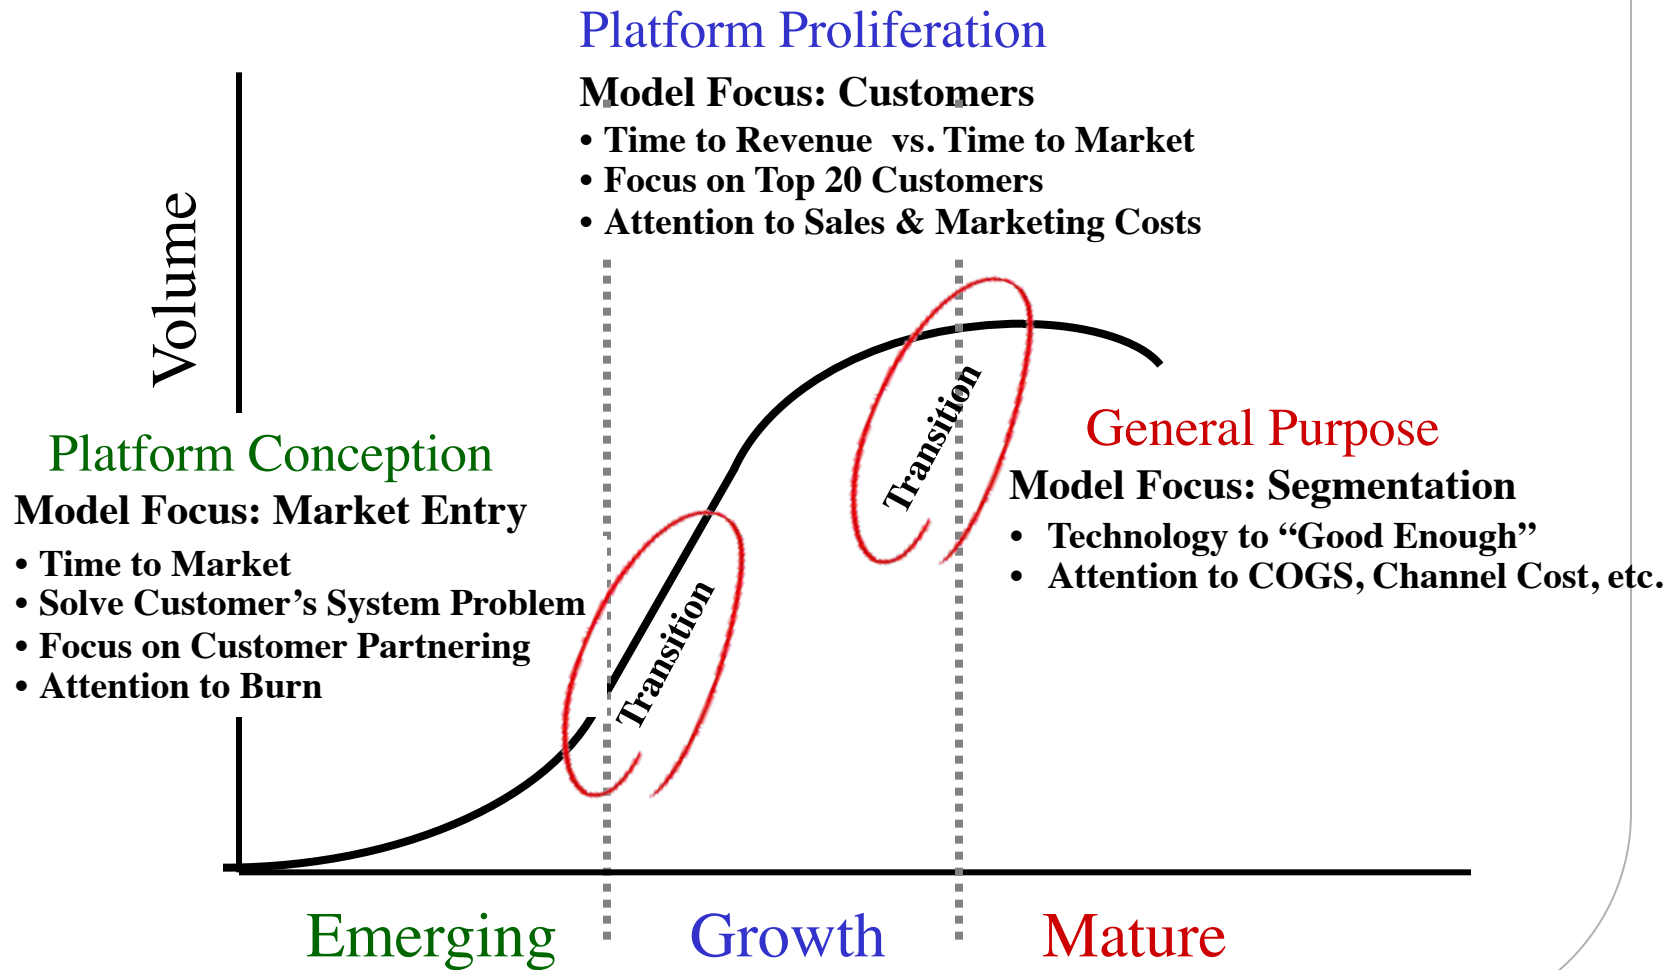 Platform Proliferation
Model Focus: Customers
• Time to Revenue vs. Time to Market
• Focus on Top 20 Customers
• Attention to Sales & Marketing Costs
Volume
Platform Conception
Model Focus: Market Entry
• Time to Market
• Solve Customer’s System Problem
• Focus on Customer Partnering
• Attention to Burn
Transition
Transition
General Purpose
Model Focus: Segmentation
• Technology to “Good Enough”
• Attention to COGS, Channel Cost, etc.
Emerging
Growth
Mature